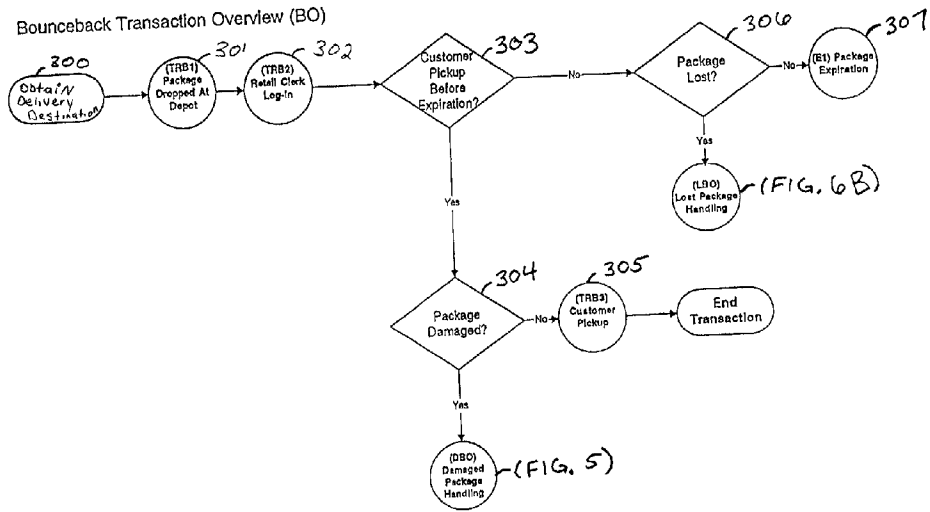 Bounceback Transaction Overview (BO)
300
Obtain
Delivery
Destination
301
(TRB1)
Package
Dropped At
Depot
302
(TRB2)
Retail Clerk
Log-In
303
Customer
Pickup
Before
Expiration?
No
306
Package
Lost?
No
307
(E1) Package
Expiration
Yes
(LBO)
Lost Package
Handling
(FIG. 6B)
Yes
304
Package
Damaged?
No
305
(TRB3)
Customer
Pickup
End
Transaction
Yes
(DBO)
Damaged
Package
Handling
(FIG. 5)